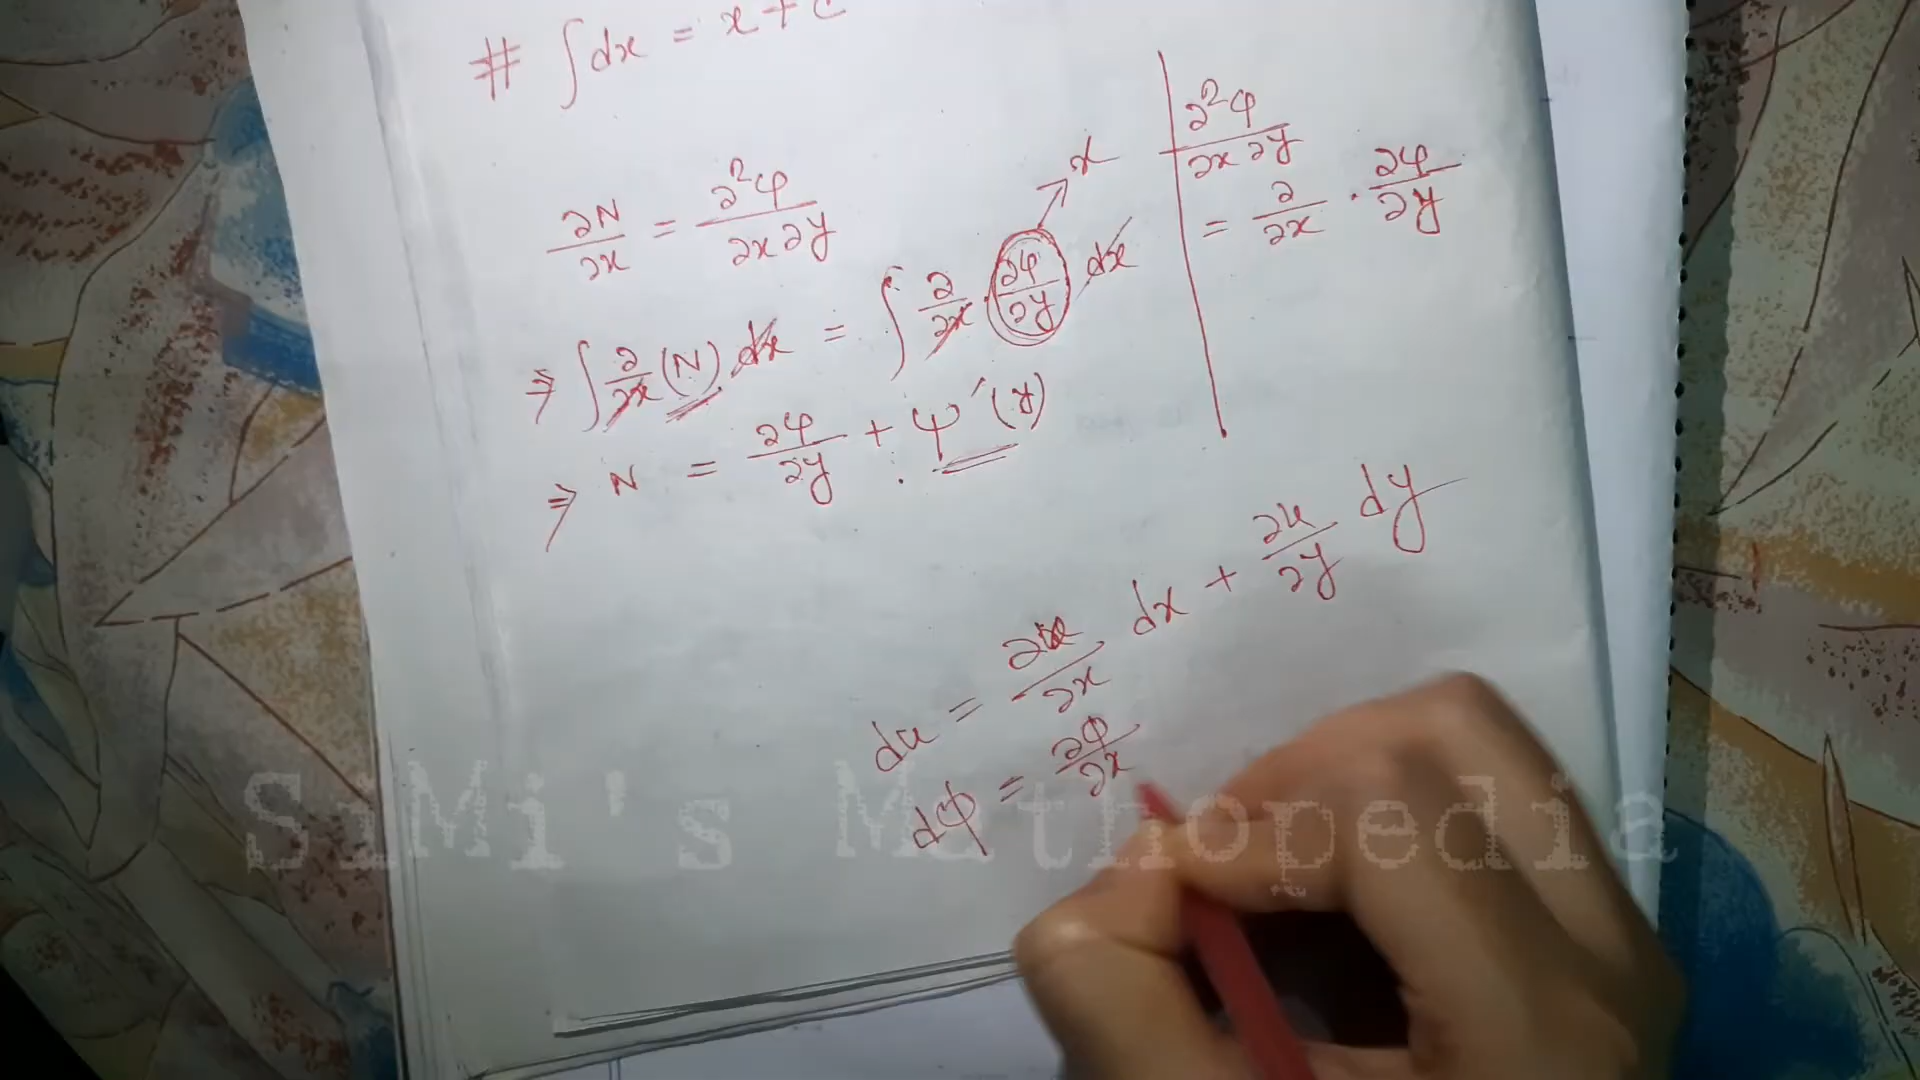 # ∫ dx = x + c
∂N/∂x = ∂²φ/∂x∂y
⇒ ∫ ∂/∂x (N) dx = ∫ ∂/∂x · ∂φ/∂y dx → x
⇒ N = ∂φ/∂y + ψ'(y)
∂²φ/∂x∂y
= ∂/∂x · ∂φ/∂y
du = ∂u/∂x dx + ∂u/∂y dy
dφ = ∂φ/∂x
SiMi's Mathopedia